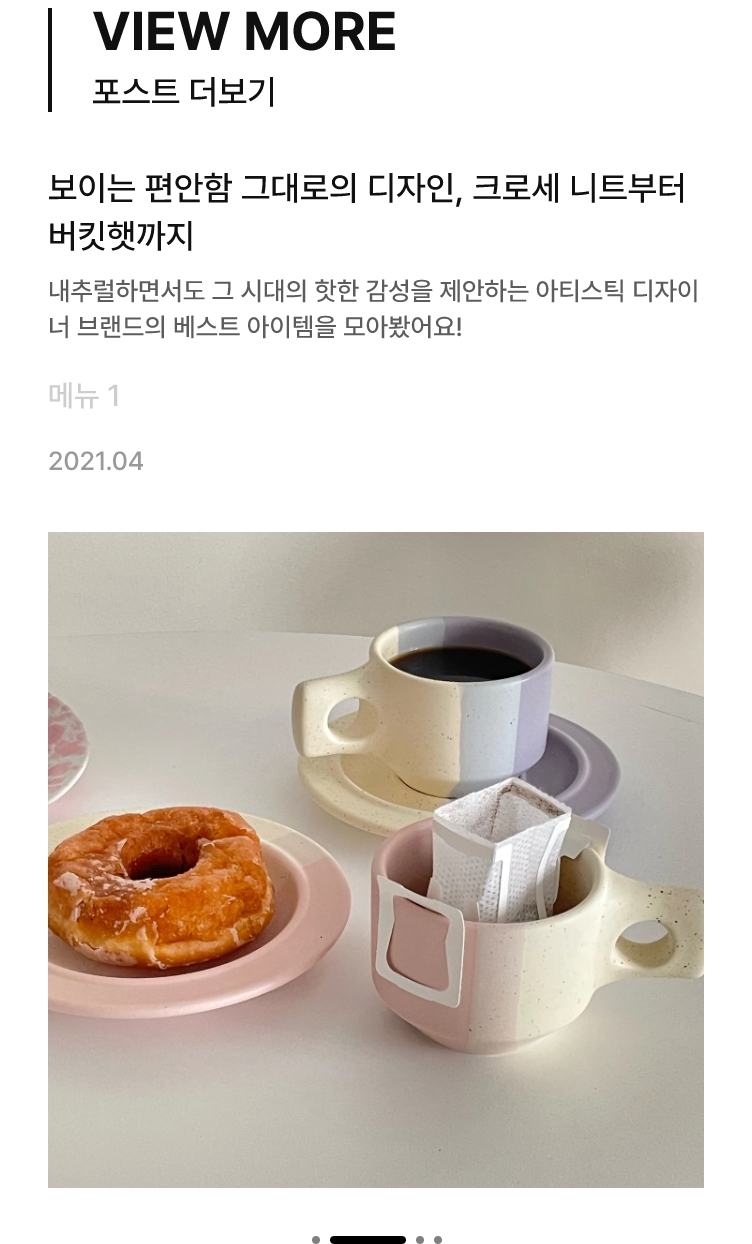 VIEW MORE
포스트 더보기
보이는 편안함 그대로의 디자인, 크로세 니트부터
버킷햇까지
내추럴하면서도 그 시대의 핫한 감성을 제안하는 아티스틱 디자이
너 브랜드의 베스트 아이템을 모아봤어요!
메뉴 1
2021.04